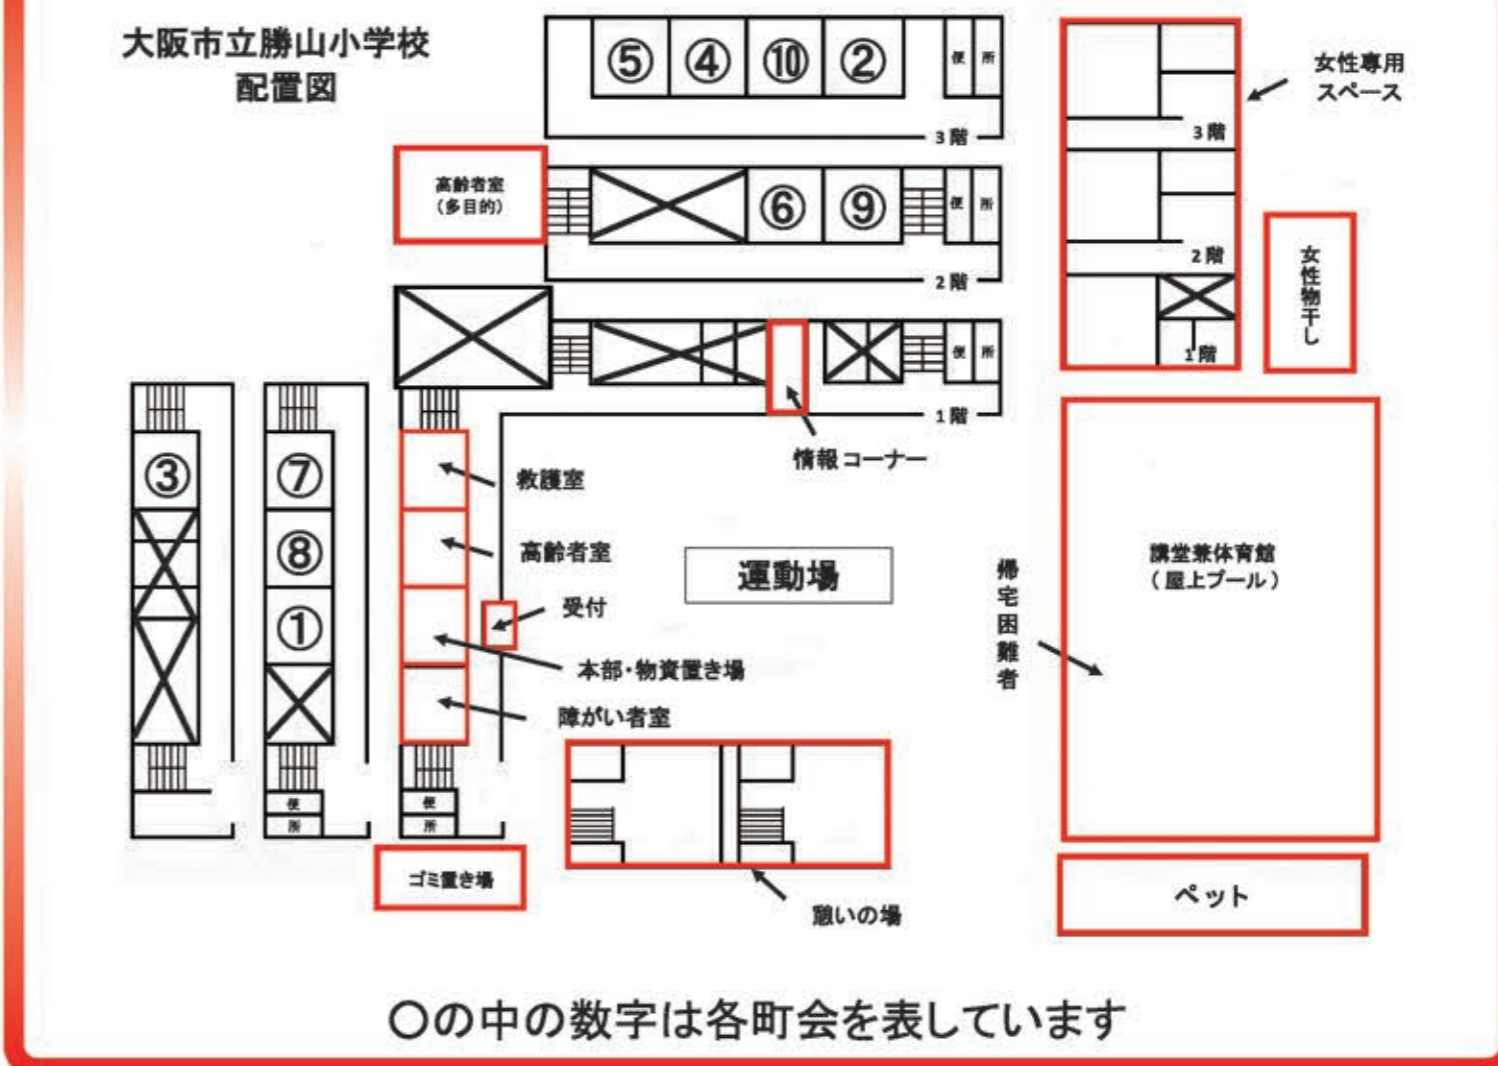 大阪市立勝山小学校
配置図
⑤
④
⑩
②
便
所
3階
女性専用
スペース
3階
高齢者室
(多目的)
⑥
⑨
便
所
2階
2階
女性物干し
便
所
1階
1階
情報コーナー
③
⑦
⑧
①
救護室
高齢者室
受付
本部・物資置き場
障がい者室
運動場
帰宅困難者
講堂兼体育館
(屋上プール)
便
所
便
所
ゴミ置き場
憩いの場
ペット
〇の中の数字は各町会を表しています